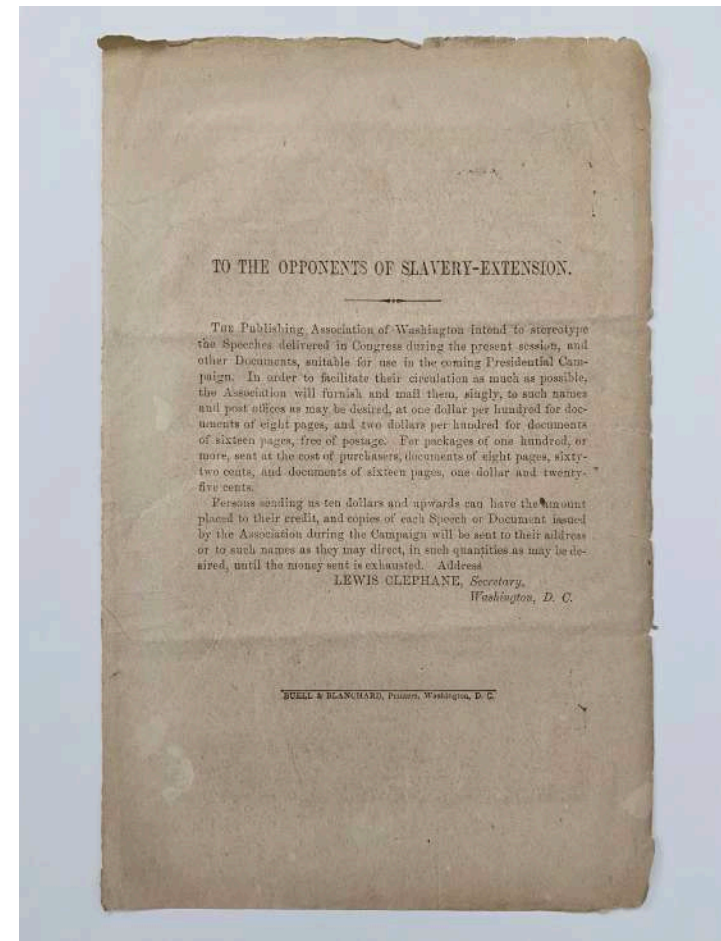 TO THE OPPONENTS OF SLAVERY-EXTENSION.
THE Publishing Association of Washington intend to stereotype
the Speeches delivered in Congress during the present session, and
other Documents, suitable for use in the coming Presidential Cam-
paign. In order to facilitate their circulation as much as possible,
the Association will furnish and mail them, singly, to such names
and post offices as may be desired, at one dollar per hundred for doc-
uments of eight pages, and two dollars per hundred for documents
of sixteen pages, free of postage. For packages of one hundred, or
more, sent at the cost of purchasers, documents of eight pages, sixty-
two cents, and documents of sixteen pages, one dollar and twenty-
five cents.
Persons sending us ten dollars and upwards can have the amount
placed to their credit, and copies of each Speech or Document issued
by the Association during the Campaign will be sent to their address
or to such names as they may direct, in such quantities as may be de-
sired, until the money sent is exhausted. Address
LEWIS CLEPHANE, Secretary,
Washington, D. C.
BUELL & BLANCHARD, Printers, Washington, D. C.